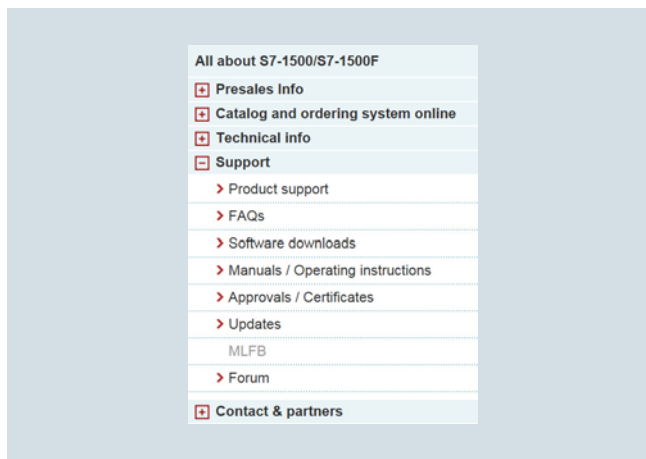 All about S7-1500/S7-1500F
Presales Info
Catalog and ordering system online
Technical info
Support
Product support
FAQs
Software downloads
Manuals / Operating instructions
Approvals / Certificates
Updates
MLFB
Forum
Contact & partners